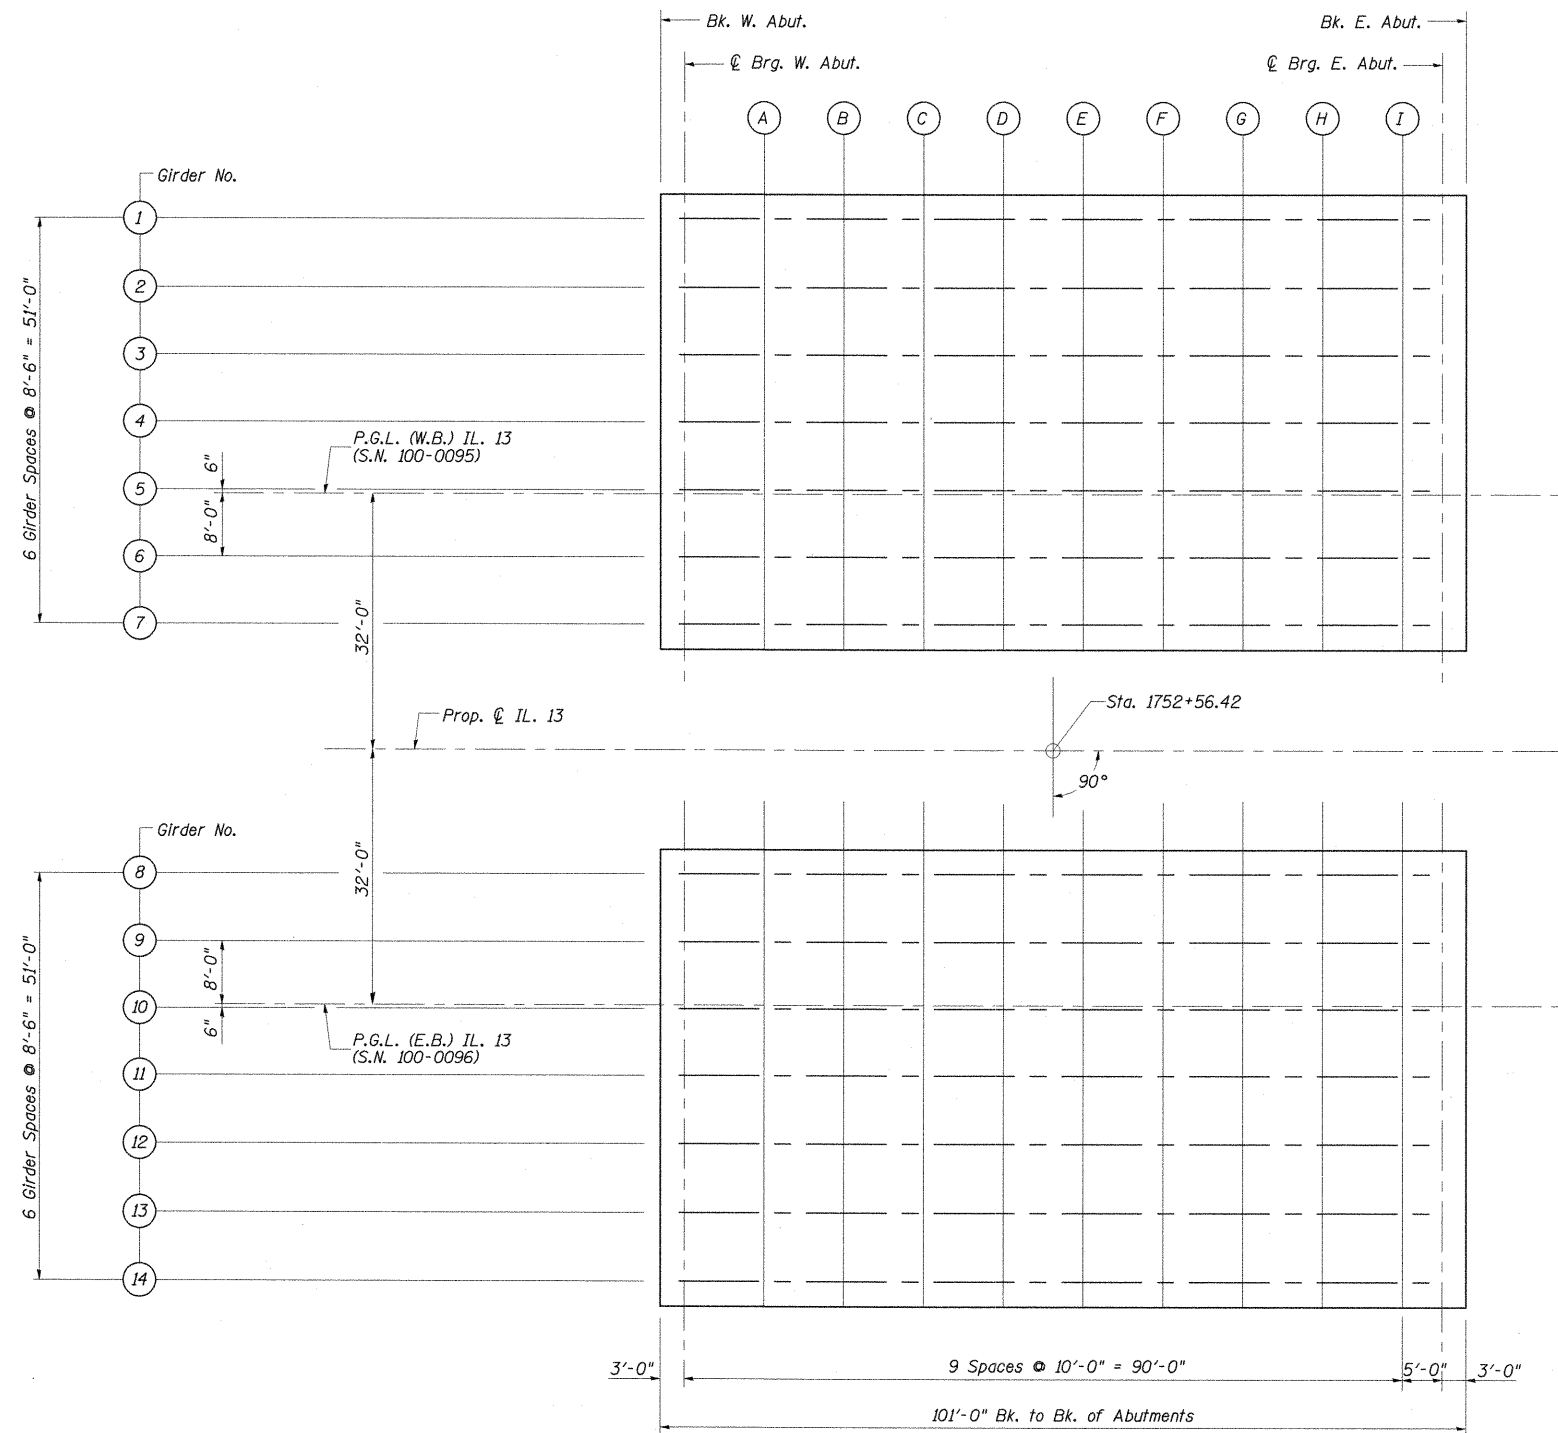 Bk. W. Abut.
Bk. E. Abut.
℄ Brg. W. Abut.
℄ Brg. E. Abut.
A B C D E F G H I
Girder No.
1
2
3
4
5
6
7
6 Girder Spaces @ 8'-6" = 51'-0"
P.G.L. (W.B.) IL. 13
(S.N. 100-0095)
6"
8'-0"
32'-0"
Prop. ℄ IL. 13
Sta. 1752+56.42
90°
Girder No.
8
9
10
11
12
13
14
6 Girder Spaces @ 8'-6" = 51'-0"
32'-0"
8'-0"
6"
P.G.L. (E.B.) IL. 13
(S.N. 100-0096)
3'-0"
9 Spaces @ 10'-0" = 90'-0"
5'-0"
3'-0"
101'-0" Bk. to Bk. of Abutments